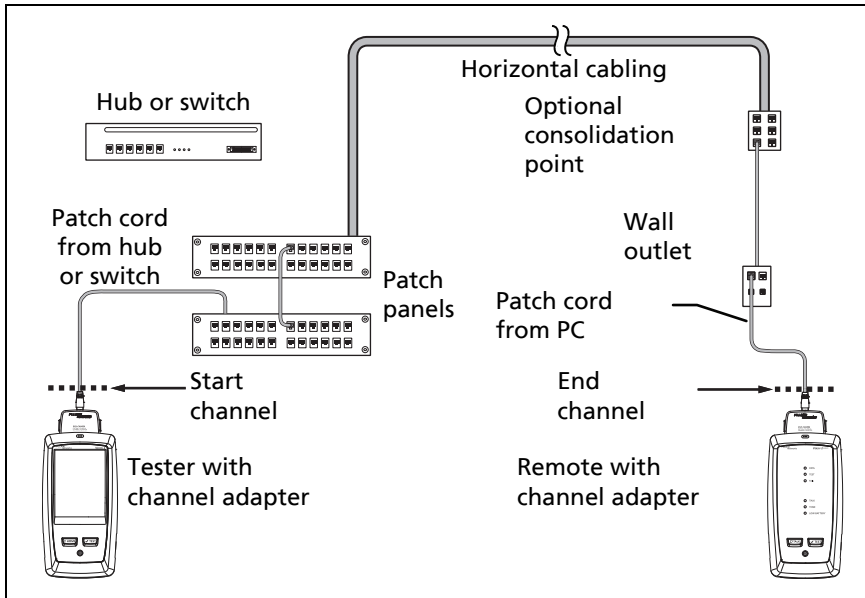 Horizontal cabling
Hub or switch
Optional
consolidation
point
Patch cord
from hub
or switch
Wall
outlet
Patch
panels
Patch cord
from PC
Start
channel
End
channel
Tester with
channel adapter
Remote with
channel adapter